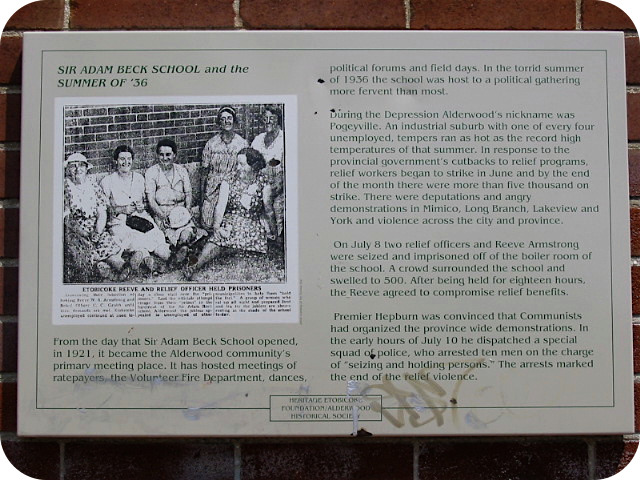 SIR ADAM BECK SCHOOL and the
SUMMER OF '36
ETOBICOKE REEVE AND RELIEF OFFICER HELD PRISONERS
From the day that Sir Adam Beck School opened,
in 1921, it became the Alderwood community's
primary meeting place. It has hosted meetings of
ratepayers, the Volunteer Fire Department, dances,
political forums and field days. In the torrid summer
of 1936 the school was host to a political gathering
more fervent than most.
During the Depression Alderwood's nickname was
Pogeyville. An industrial suburb with one of every four
unemployed, tempers ran as hot as the record high
temperatures of that summer. In response to the
provincial government's cutbacks to relief programs,
relief workers began to strike in June and by the end
of the month there were more than five thousand on
strike. There were deputations and angry
demonstrations in Mimico, Long Branch, Lakeview and
York and violence across the city and province.
On July 8 two relief officers and Reeve Armstrong
were seized and imprisoned off of the boiler room of
the school. A crowd surrounded the school and
swelled to 500. After being held for eighteen hours,
the Reeve agreed to compromise relief benefits.
Premier Hepburn was convinced that Communists
had organized the province wide demonstrations. In
the early hours of July 10 he dispatched a special
squad of police, who arrested ten men on the charge
of "seizing and holding persons." The arrests marked
the end of the relief violence.
HERITAGE ETOBICOKE
FOUNDATION/ALDERWOOD
HISTORICAL SOCIETY